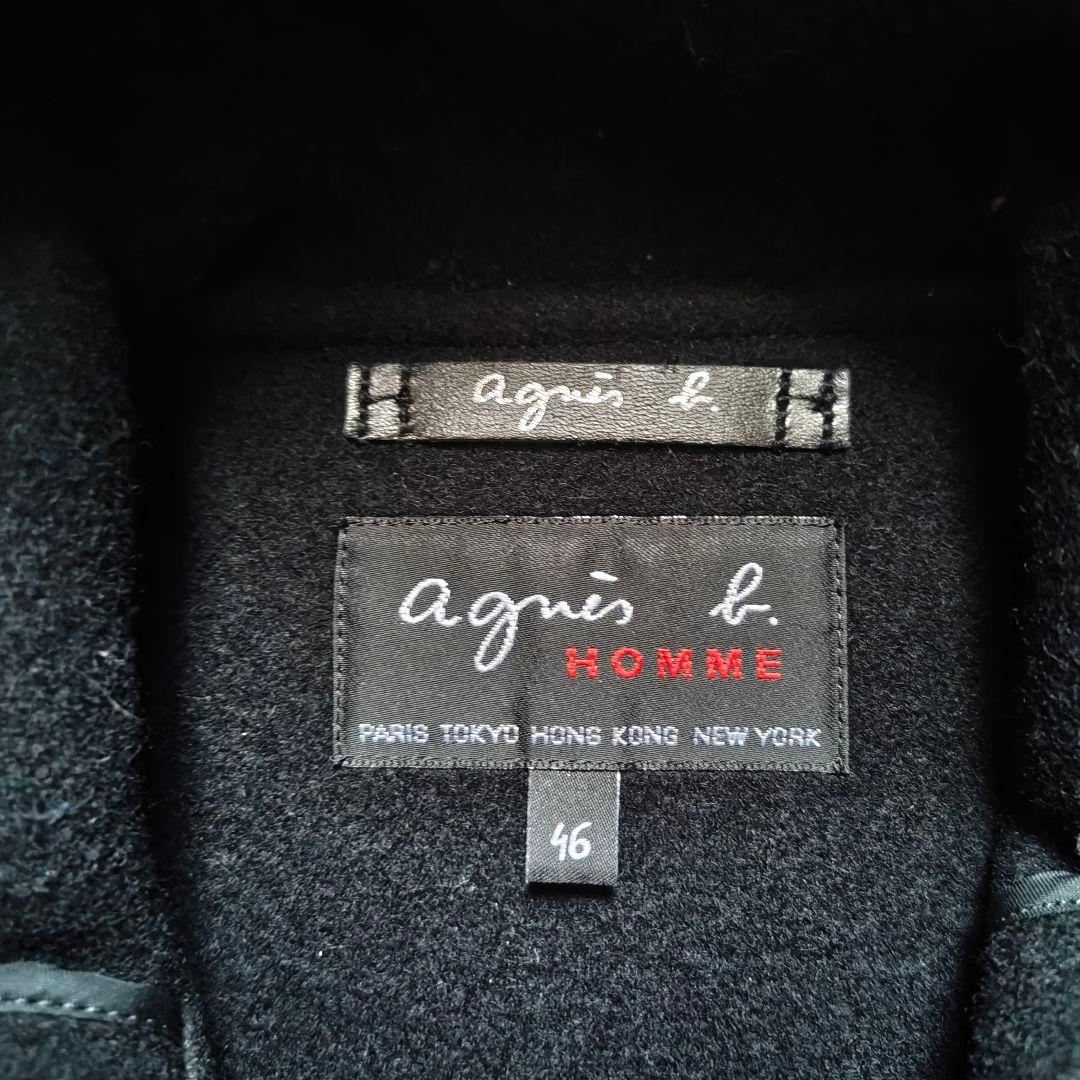 agnès b.
agnès b.
HOMME
PARIS TOKYO HONG KONG NEW YORK
46